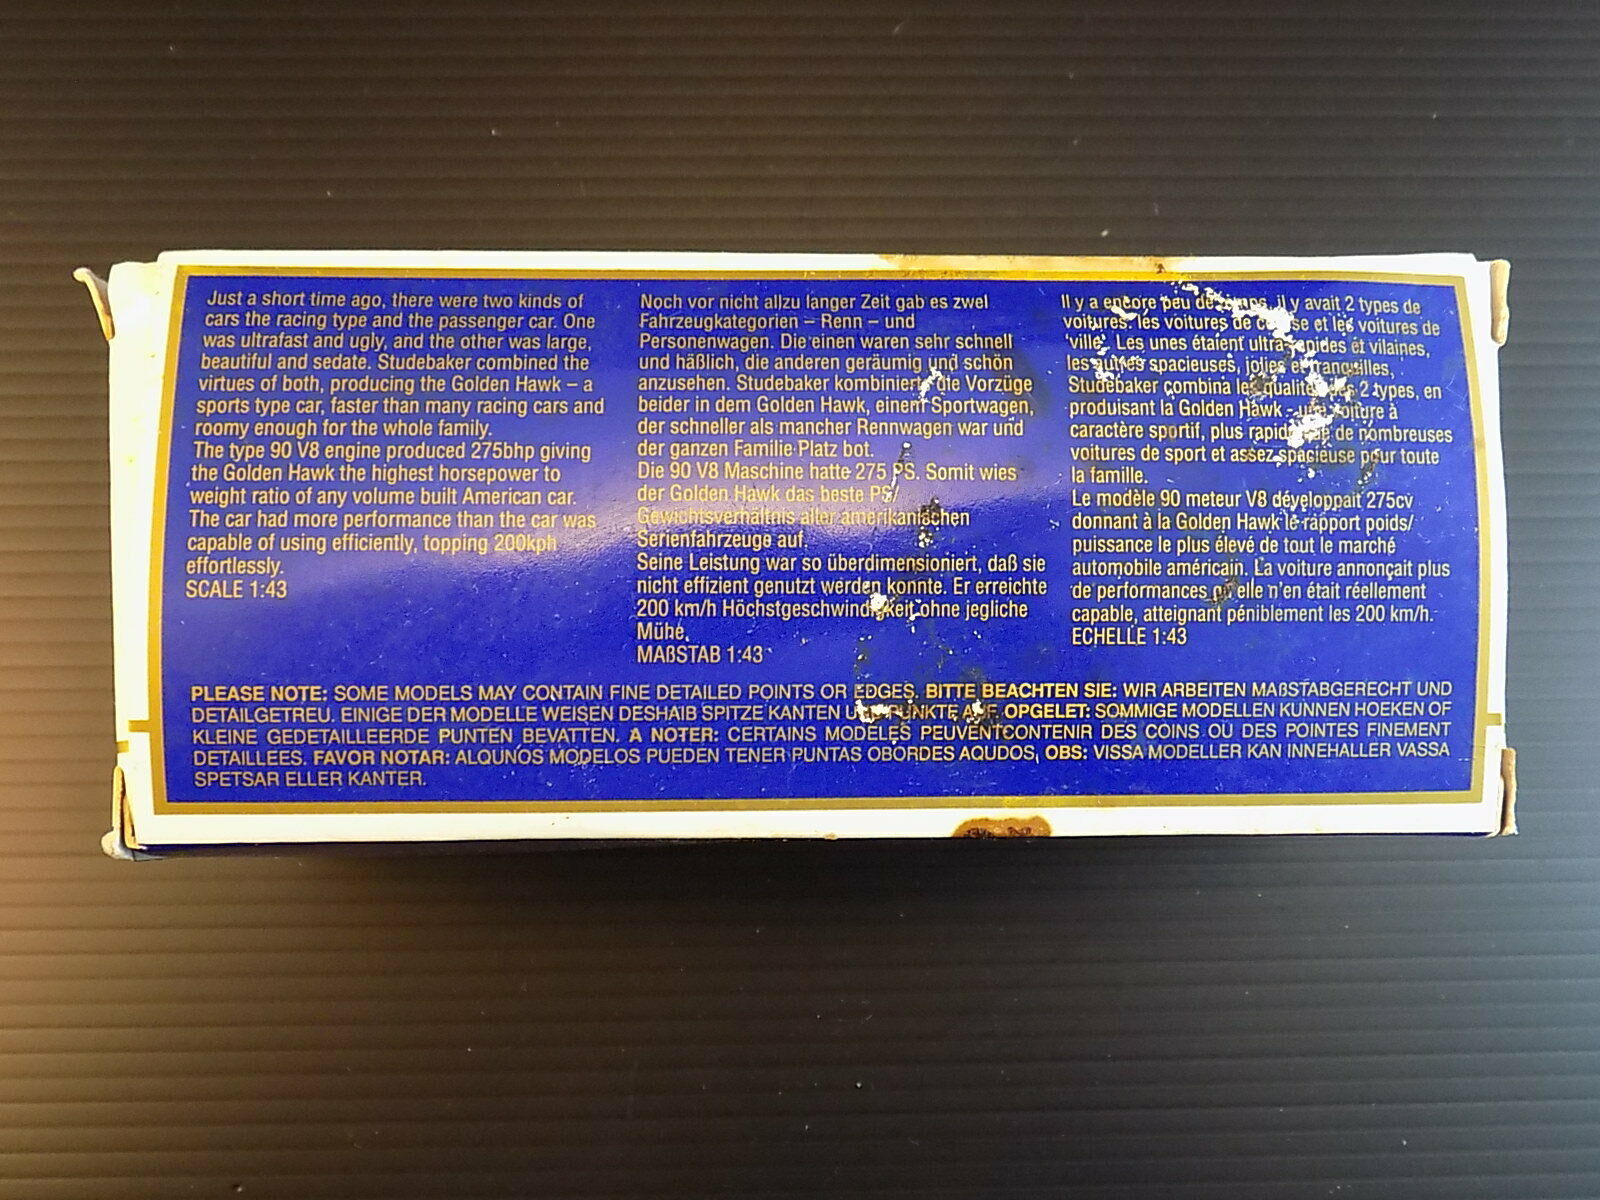 Just a short time ago, there were two kinds of
cars the racing type and the passenger car. One
was ultrafast and ugly, and the other was large,
beautiful and sedate. Studebaker combined the
virtues of both, producing the Golden Hawk – a
sports type car, faster than many racing cars and
roomy enough for the whole family.
The type 90 V8 engine produced 275bhp giving
the Golden Hawk the highest horsepower to
weight ratio of any volume built American car.
The car had more performance than the car was
capable of using efficiently, topping 200kph
effortlessly.
SCALE 1:43
Noch vor nicht allzu langer Zeit gab es zwei
Fahrzeugkategorien – Renn – und
Personenwagen. Die einen waren sehr schnell
und häßlich, die anderen geräumig und schön
anzusehen. Studebaker kombiniert die Vorzüge
beider in dem Golden Hawk, einem Sportwagen,
der schneller als mancher Rennwagen war und
der ganzen Familie Platz bot.
Die 90 V8 Maschine hatte 275 PS. Somit wies
der Golden Hawk das beste PS/
Gewichtsverhältnis aller amerikanischen
Serienfahrzeuge auf.
Seine Leistung war so überdimensioniert, daß sie
nicht effizient genutzt werden konnte. Er erreichte
200 km/h Höchstgeschwindigkeit ohne jegliche
Mühe.
MAßSTAB 1:43
Il y a encore peu de temps, il y avait 2 types de
voitures: les voitures de course et les voitures de
ville. Les unes étaient ultra-rapides et vilaines,
les autres spacieuses, jolies et tranquilles,
Studebaker combina les qualités des 2 types, en
produisant la Golden Hawk - une voiture à
caractère sportif, plus rapide que de nombreuses
voitures de sport et assez spacieuse pour toute
la famille.
Le modèle 90 meteur V8 développait 275cv
donnant à la Golden Hawk le rapport poids/
puissance le plus élevé de tout le marché
automobile américain. La voiture annonçait plus
de performances qu'elle n'en était réellement
capable, atteignant péniblement les 200 km/h.
ECHELLE 1:43
PLEASE NOTE: SOME MODELS MAY CONTAIN FINE DETAILED POINTS OR EDGES. BITTE BEACHTEN SIE: WIR ARBEITEN MAßSTABGERECHT UND
DETAILGETREU. EINIGE DER MODELLE WEISEN DESHAIB SPITZE KANTEN UND PUNKTE AUF. OPGELET: SOMMIGE MODELLEN KUNNEN HOEKEN OF
KLEINE GEDETAILLEERDE PUNTEN BEVATTEN. A NOTER: CERTAINS MODELES PEUVENTCONTENIR DES COINS OU DES POINTES FINEMENT
DETAILLEES. FAVOR NOTAR: ALQUNOS MODELOS PUEDEN TENER PUNTAS OBORDES AQUDOS, OBS: VISSA MODELLER KAN INNEHALLER VASSA
SPETSAR ELLER KANTER.